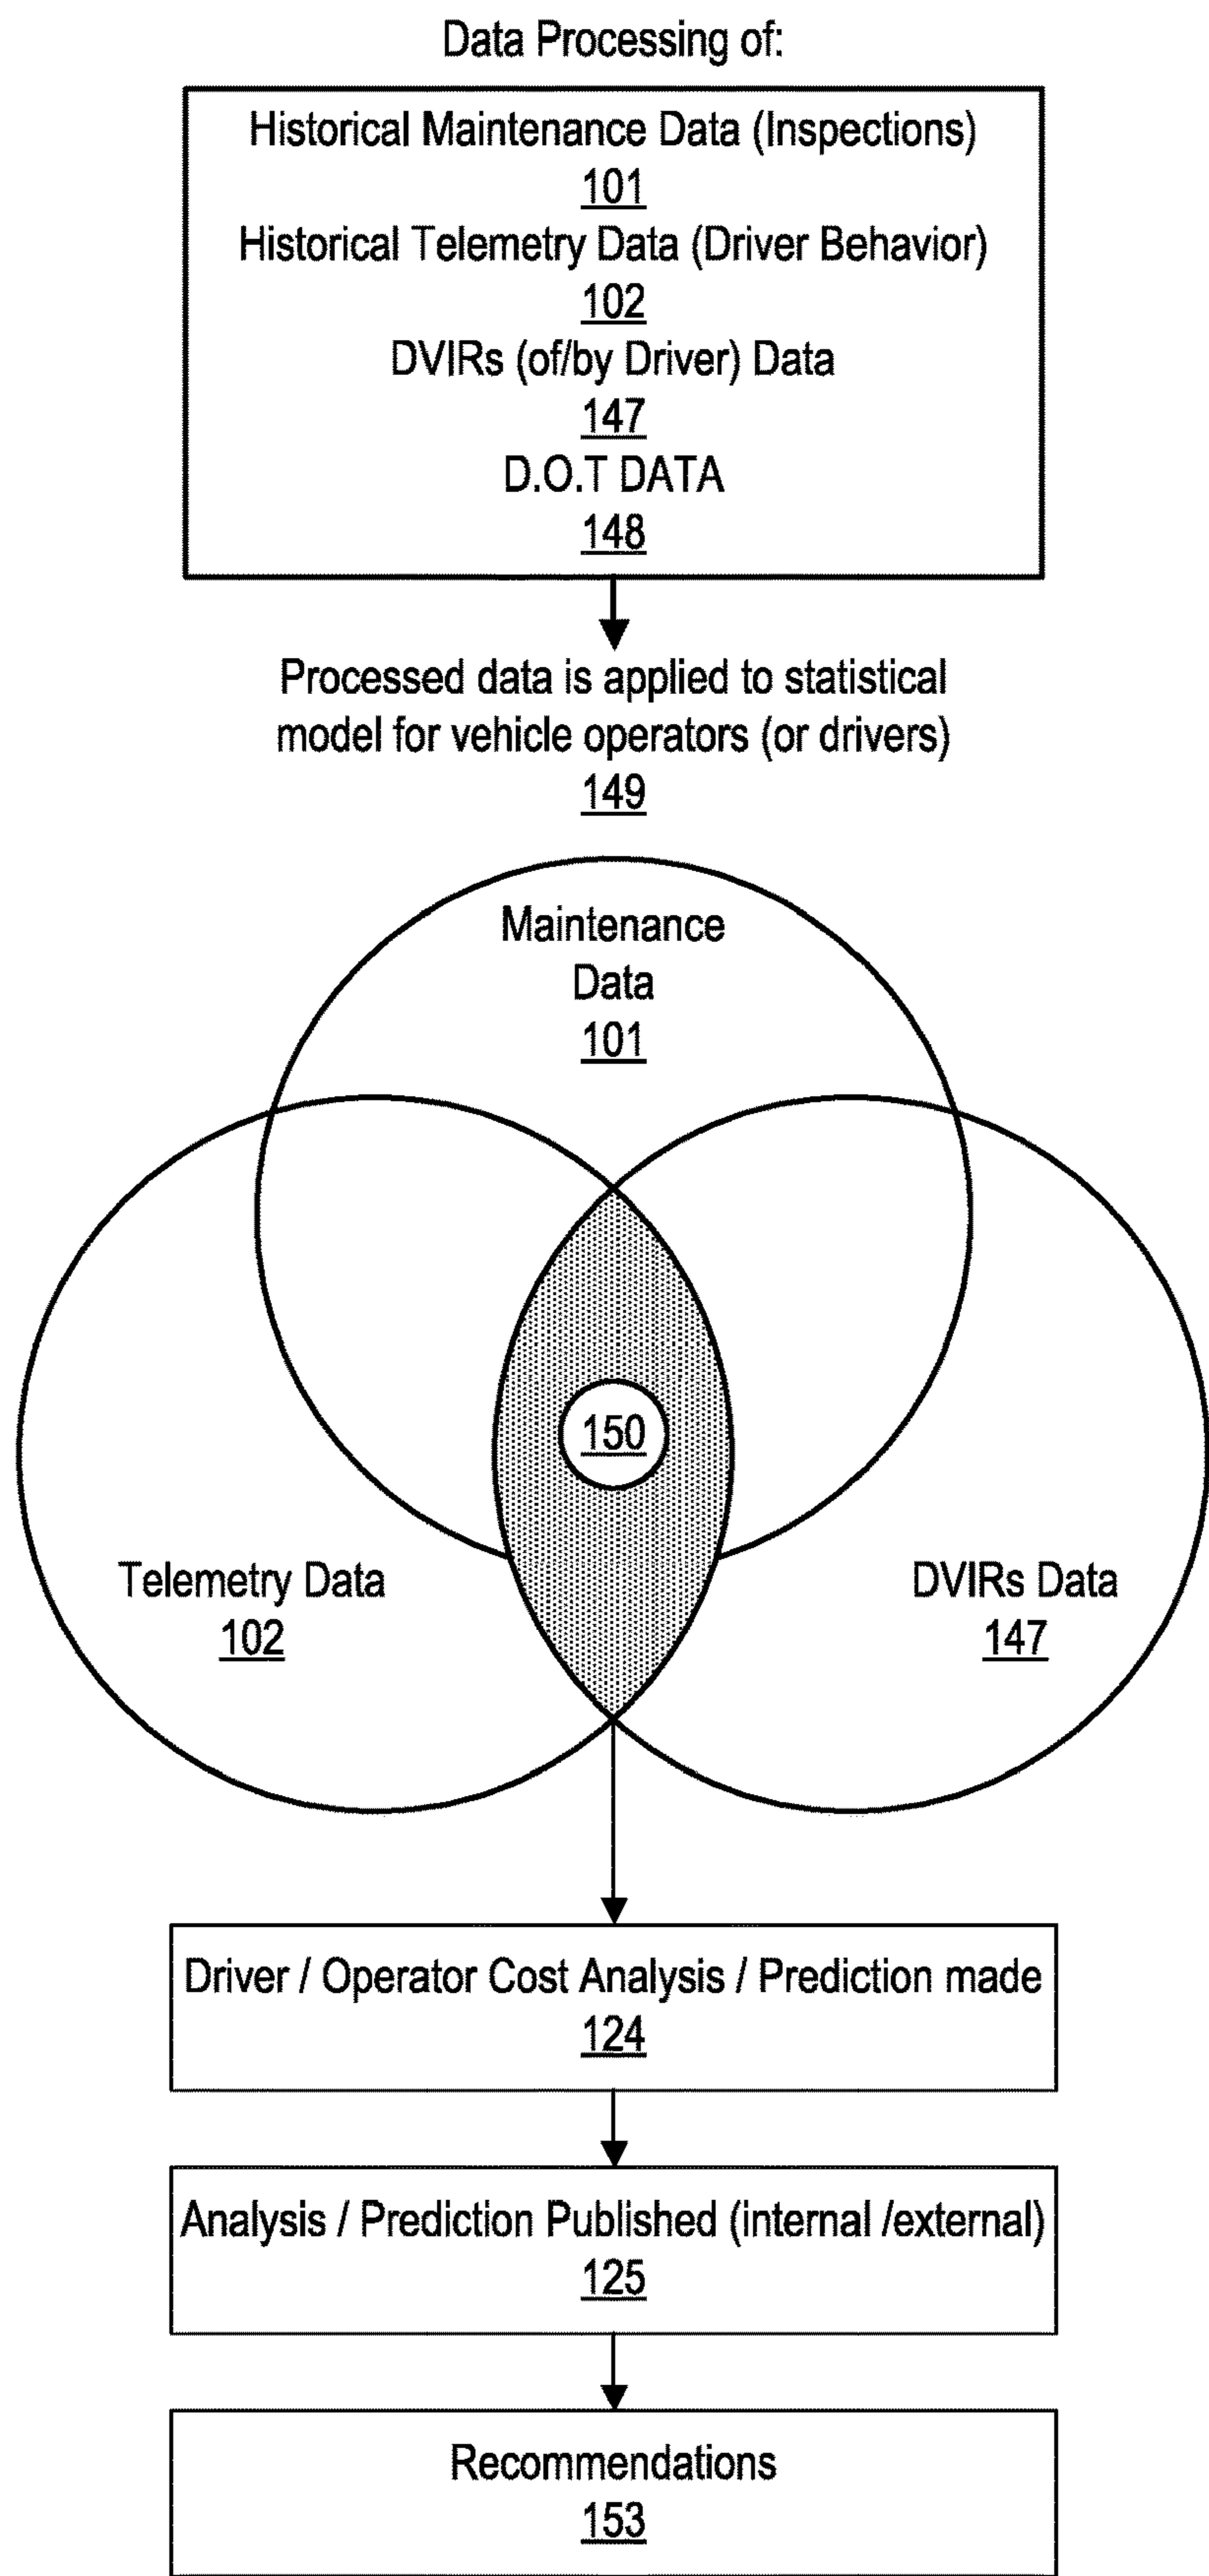 Data Processing of:
Historical Maintenance Data (Inspections)
101
Historical Telemetry Data (Driver Behavior)
102
DVIRs (of/by Driver) Data
147
D.O.T DATA
148
Processed data is applied to statistical
model for vehicle operators (or drivers)
149
Maintenance
Data
101
150
Telemetry Data
102
DVIRs Data
147
Driver / Operator Cost Analysis / Prediction made
124
Analysis / Prediction Published (internal /external)
125
Recommendations
153